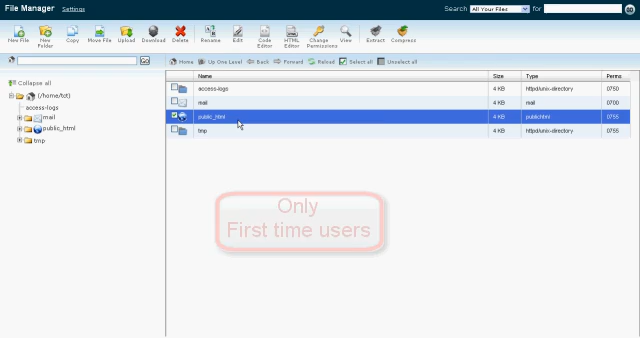 File Manager Settings Search All Your Files for GO
New File New Folder Copy Move File Upload Download Delete Rename Edit Code Editor HTML Editor Change Permissions View Extract Compress
Go Home Up One Level Back Forward Reload Select all Unselect all
Collapse all
(/home/tct)
access-logs
mail
public_html
tmp
Name Size Type Perms
access-logs 4 KB httpd/unix-directory 0750
mail 4 KB mail 0700
public_html 4 KB publichtml 0755
tmp 4 KB httpd/unix-directory 0755
Only
First time users